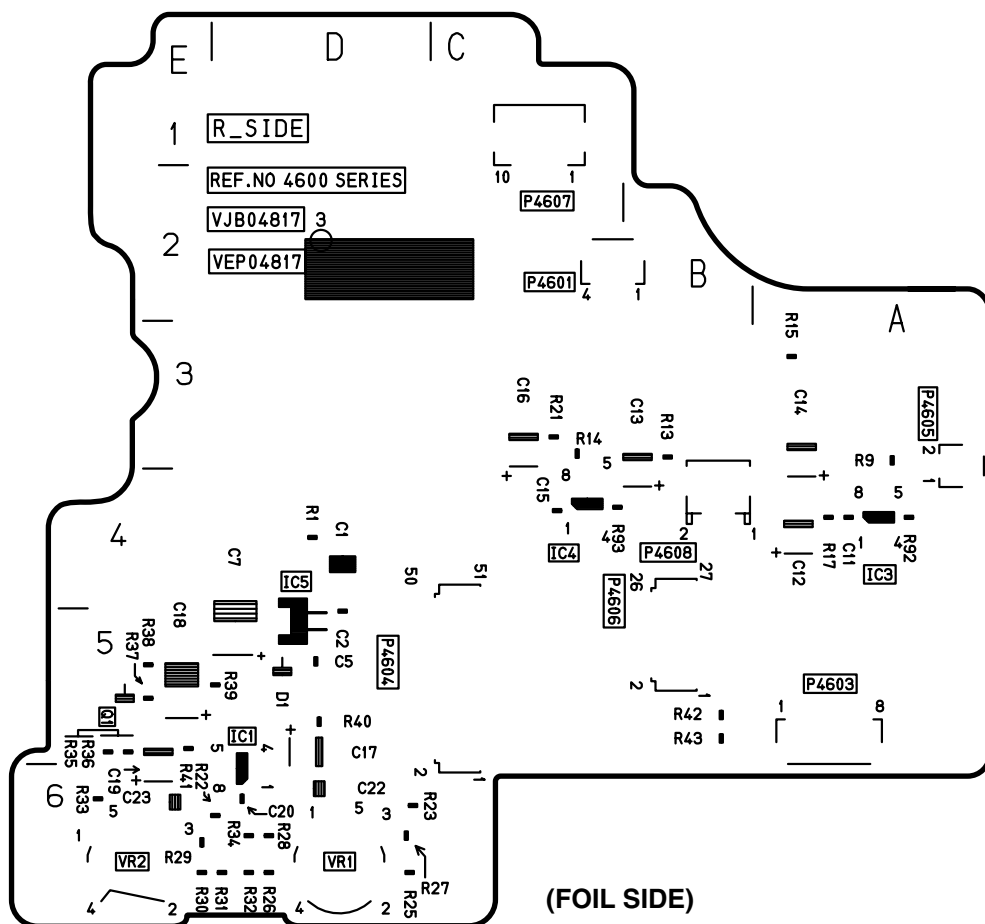 E
D
C
1
R_SIDE
REF.NO 4600 SERIES
VJB04817
3
2
VEP04817
10
1
P4607
P4601
4
1
B
A
R15
3
C16
R21
C13
R13
C14
P4605
2
1
R14
8
5
+
+
+
R9
8
5
C15
1
4
R93
IC4
2
1
P4608
+
C12
R17
C11
1
4
R92
IC3
4
R1
C1
C7
IC5
50
51
P4606
26
27
5
R37
R38
C18
+
C2
C5
P4604
R39
D1
2
1
P4603
1
8
R42
R43
Q1
+
IC1
5
4
+
R40
C17
R35
R36
C19
+
C23
R41
R22
8
1
C20
C22
2
1
6
R33
5
1
3
R34
R28
1
5
3
R23
R29
VR2
VR1
R27
4
2
R30
R31
R32
R26
4
2
R25
(FOIL SIDE)